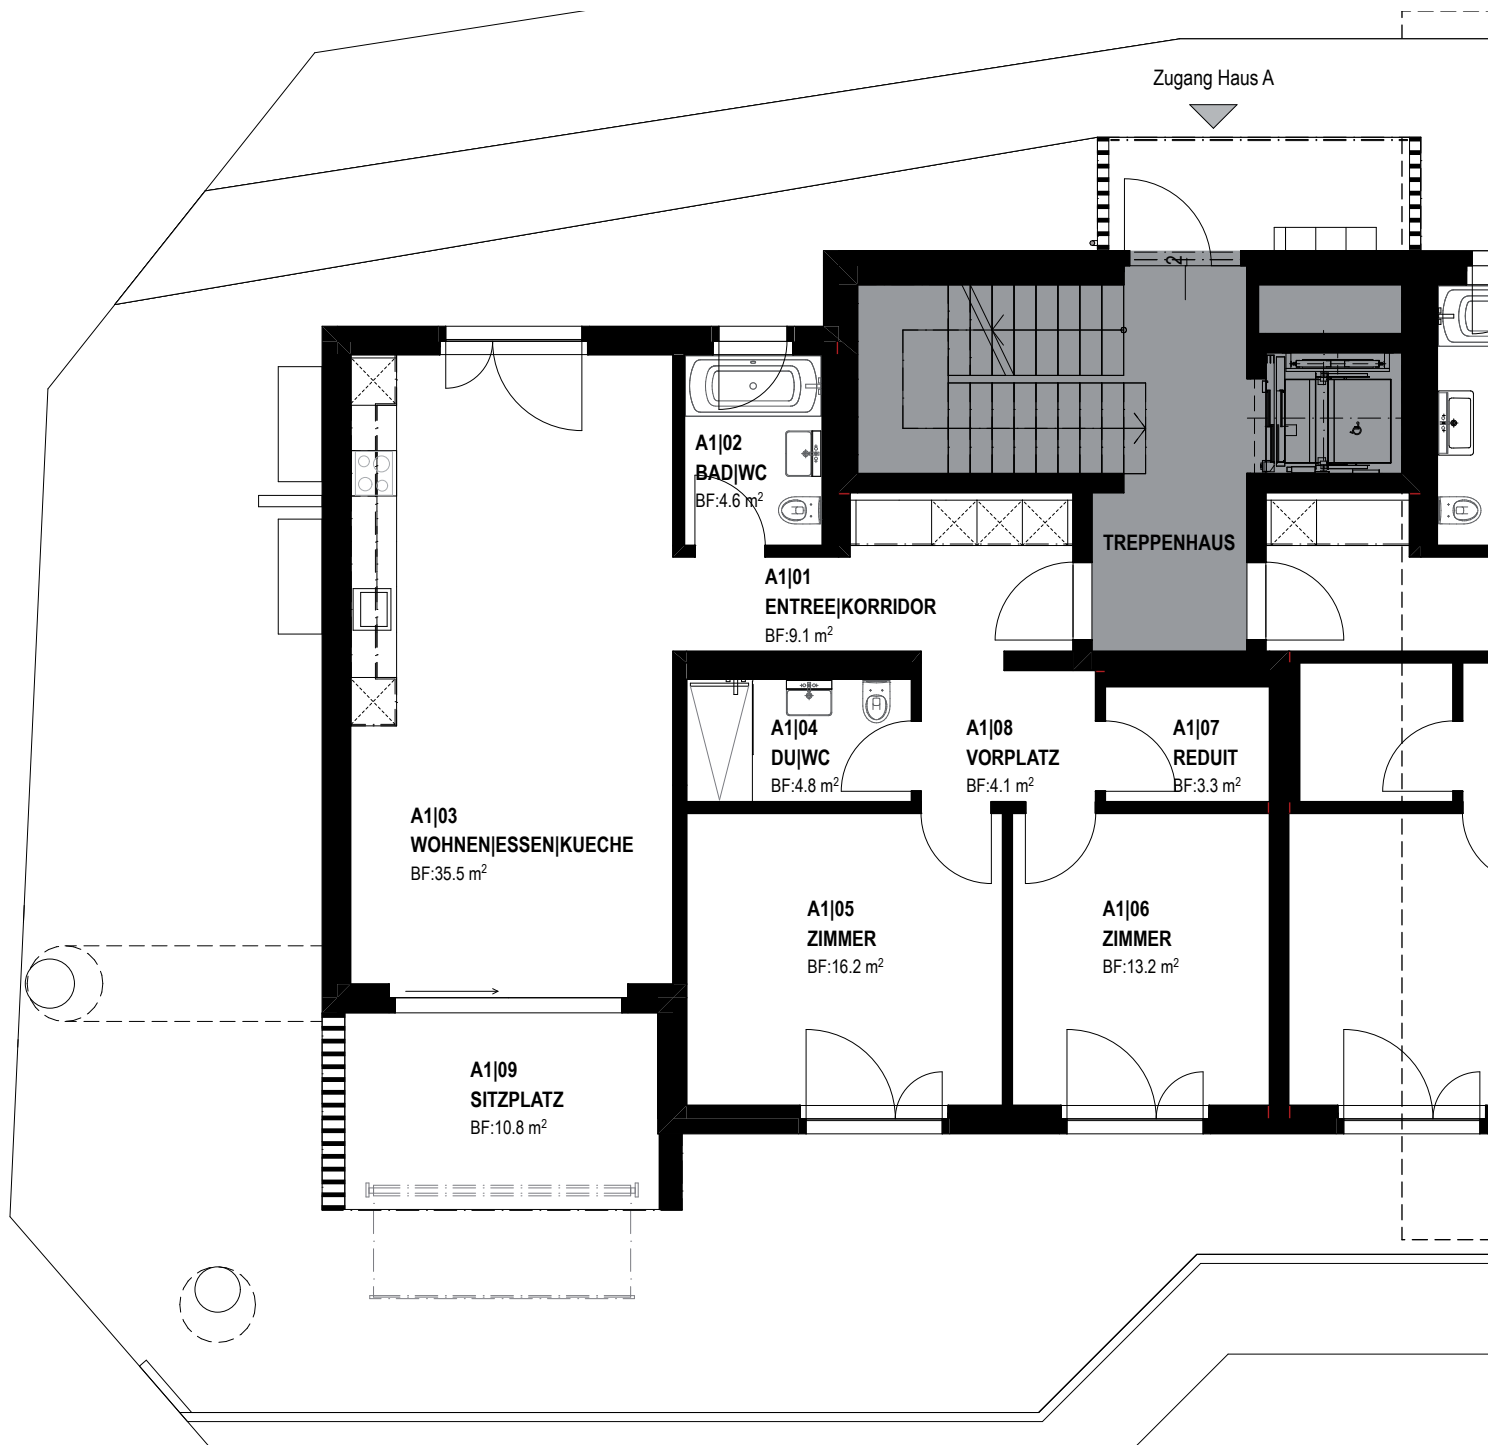 Zugang Haus A
2
A1|02
BAD|WC
BF:4.6 m²
TREPPENHAUS
A1|01
ENTREE|KORRIDOR
BF:9.1 m²
A1|04
DU|WC
BF:4.8 m²
A1|08
VORPLATZ
BF:4.1 m²
A1|07
REDUIT
BF:3.3 m²
A1|03
WOHNEN|ESSEN|KUECHE
BF:35.5 m²
A1|05
ZIMMER
BF:16.2 m²
A1|06
ZIMMER
BF:13.2 m²
A1|09
SITZPLATZ
BF:10.8 m²